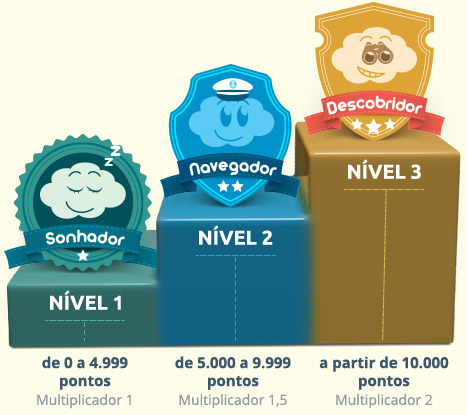 z
z
Sonhador
NÍVEL 1
de 0 a 4.999
pontos
Multiplicador 1
Navegador
NÍVEL 2
de 5.000 a 9.999
pontos
Multiplicador 1,5
Descobridor
NÍVEL 3
a partir de 10.000
pontos
Multiplicador 2